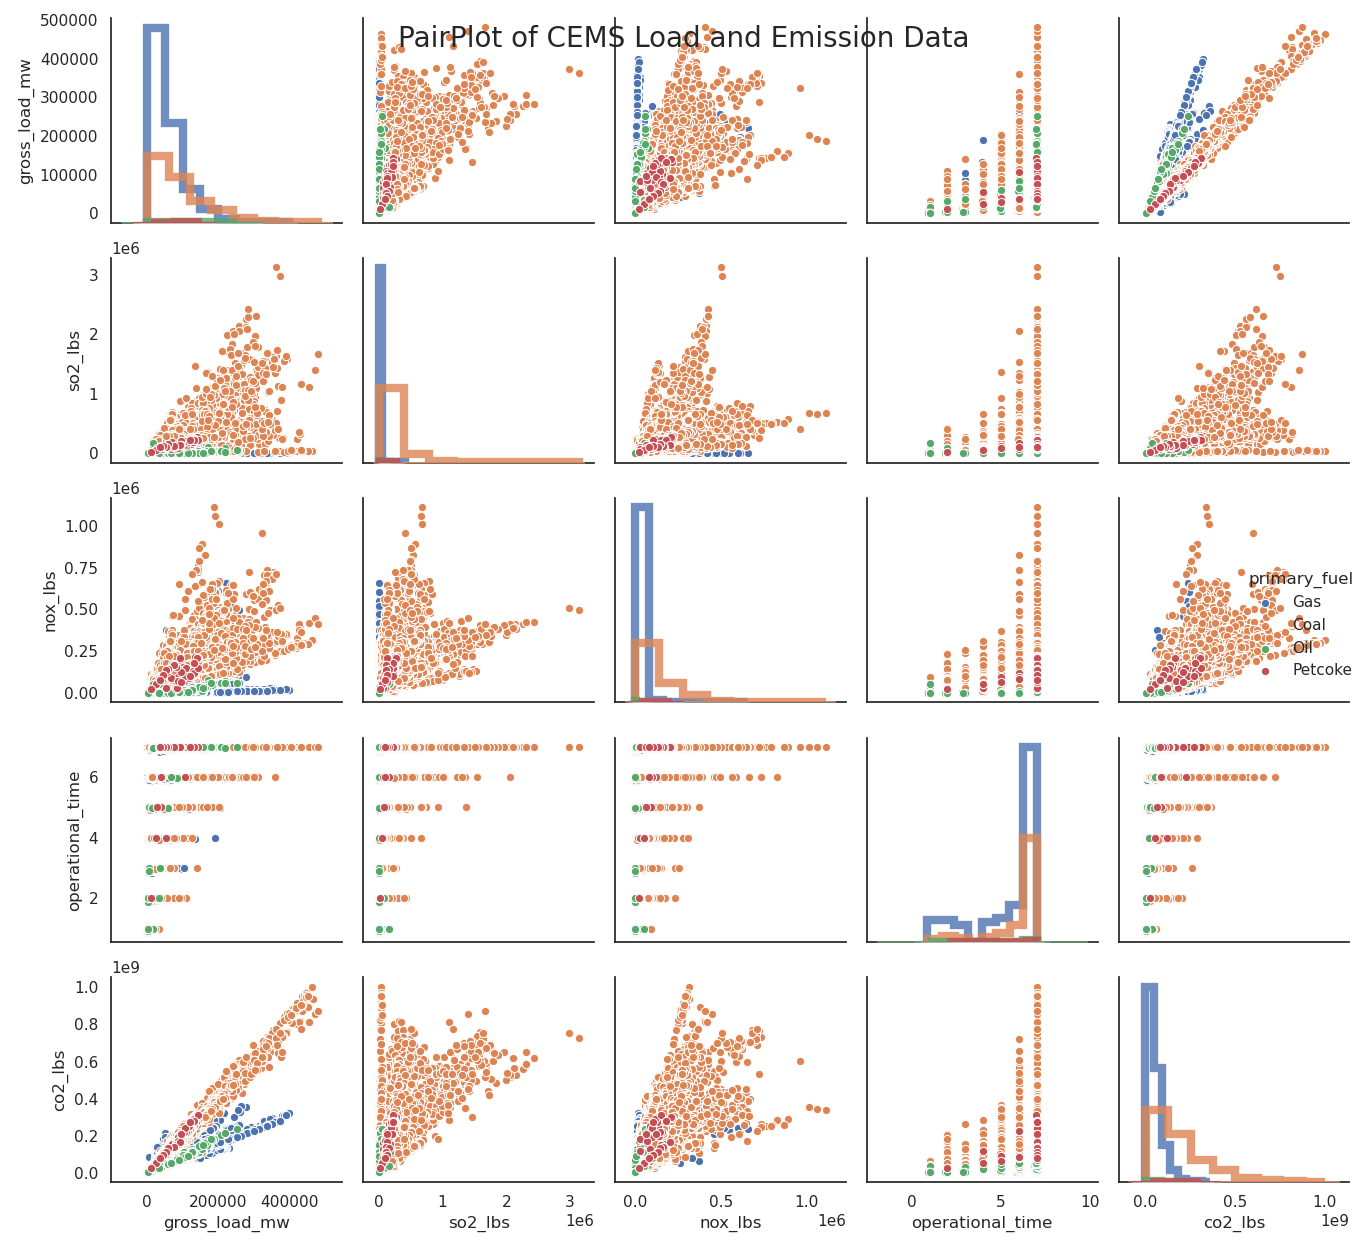 PairPlot of CEMS Load and Emission Data
500000
400000
300000
200000
100000
0
gross_load_mw
1e6
3
2
1
0
so2_lbs
1e6
1.00
0.75
0.50
0.25
0.00
nox_lbs
primary_fuel
Gas
Coal
Oil
Petcoke
6
4
2
operational_time
1e9
1.0
0.8
0.6
0.4
0.2
0.0
co2_lbs
0 200000 400000
gross_load_mw
0 1 2 3
so2_lbs 1e6
0.0 0.5 1.0
nox_lbs 1e6
0 5 10
operational_time
0.0 0.5 1.0
co2_lbs 1e9